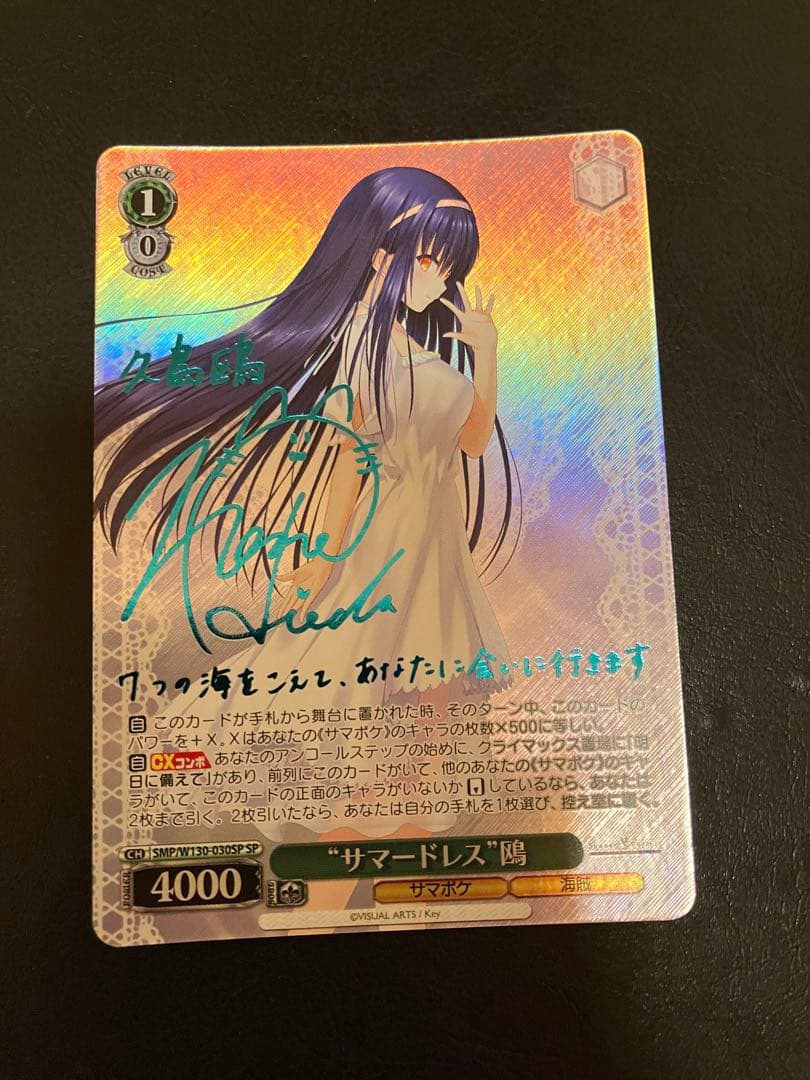 LEVEL
1
0
COST
久島鴎
7つの海をこえて、あなたに会いに行きます
自 このカードが手札から舞台に置かれた時、そのターン中、このカードの
パワーを+X。Xはあなたの《サマポケ》のキャラの枚数×500に等しい。
自 CXコンボ あなたのアンコールステップの始めに、クライマックス置場に「明
日に備えて」があり、前列にこのカードがいて、他のあなたの《サマポケ》のキャ
ラがいて、このカードの正面のキャラがいないか しているなら、あなたは
2枚まで引く。2枚引いたなら、あなたは自分の手札を1枚選び、控え室に置く。
CH SMP/W130-030SP SP
“サマードレス”鴎
POWER 4000 SOUL
サマポケ 海賊
©VISUAL ARTS / Key